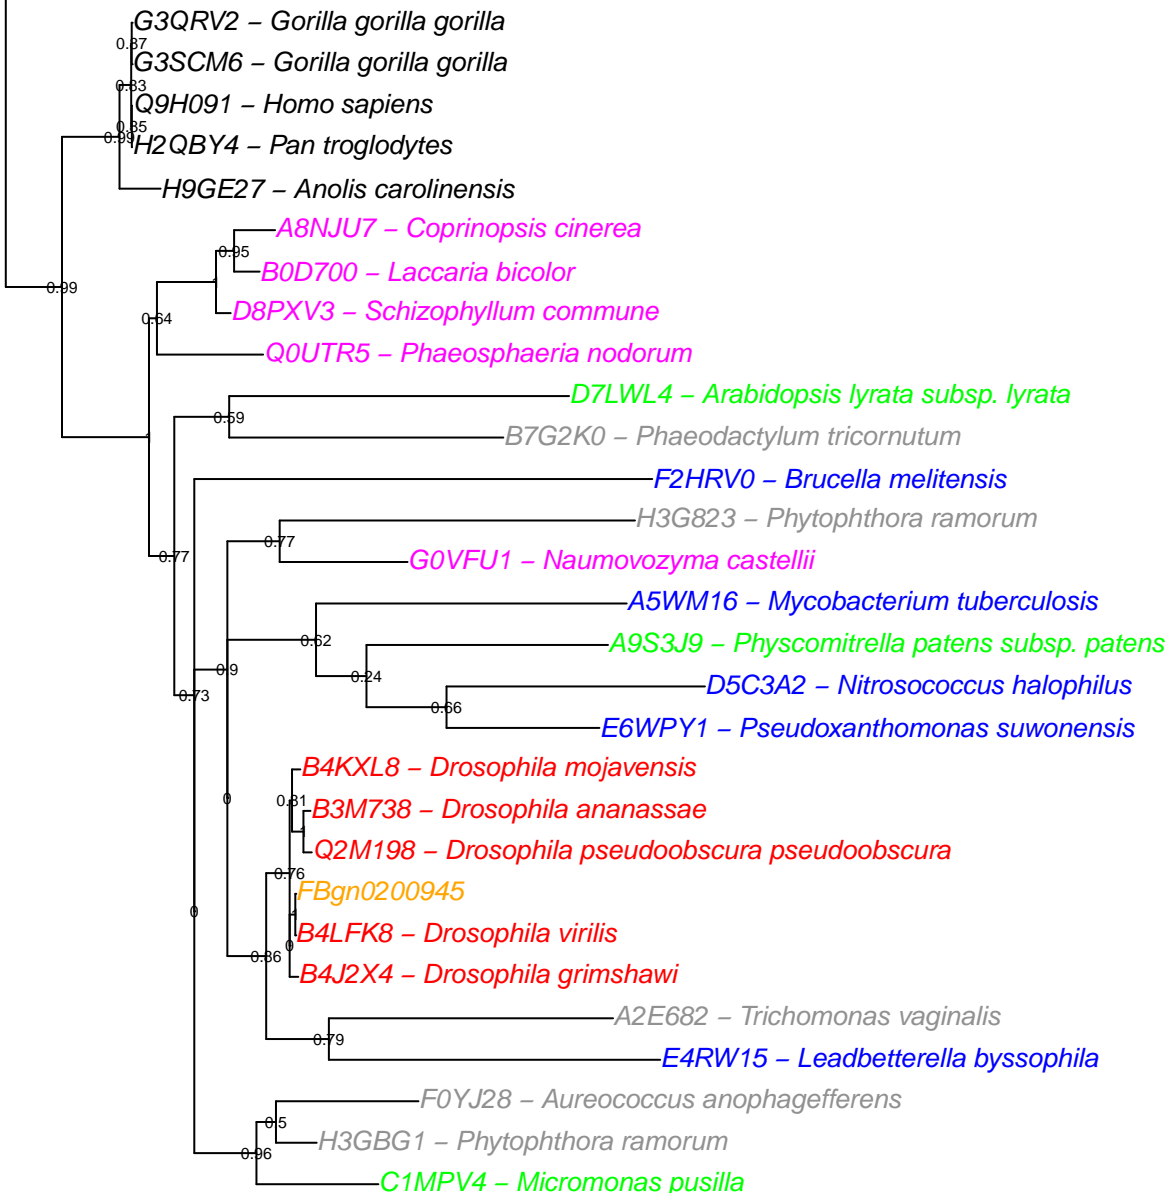 G3QRV2 – Gorilla gorilla gorilla
0.87
G3SCM6 – Gorilla gorilla gorilla
0.83
Q9H091 – Homo sapiens
0.85
0.99
H2QBY4 – Pan troglodytes
H9GE27 – Anolis carolinensis
A8NJU7 – Coprinopsis cinerea
0.95
B0D700 – Laccaria bicolor
1
0.99
D8PXV3 – Schizophyllum commune
0.64
Q0UTR5 – Phaeosphaeria nodorum
D7LWL4 – Arabidopsis lyrata subsp. lyrata
0.59
1
B7G2K0 – Phaeodactylum tricornutum
F2HRV0 – Brucella melitensis
H3G823 – Phytophthora ramorum
0.77
0.77
G0VFU1 – Naumovozyma castellii
A5WM16 – Mycobacterium tuberculosis
0.62
A9S3J9 – Physcomitrella patens subsp. patens
0.9
0.24
D5C3A2 – Nitrosococcus halophilus
0.73
0.66
E6WPY1 – Pseudoxanthomonas suwonensis
B4KXL8 – Drosophila mojavensis
0
0.81
B3M738 – Drosophila ananassae
1
Q2M198 – Drosophila pseudoobscura pseudoobscura
0.76
FBgn0200945
0
1
B4LFK8 – Drosophila virilis
0
0.86
B4J2X4 – Drosophila grimshawi
A2E682 – Trichomonas vaginalis
0.79
E4RW15 – Leadbetterella byssophila
F0YJ28 – Aureococcus anophagefferens
0.5
H3GBG1 – Phytophthora ramorum
0.96
C1MPV4 – Micromonas pusilla